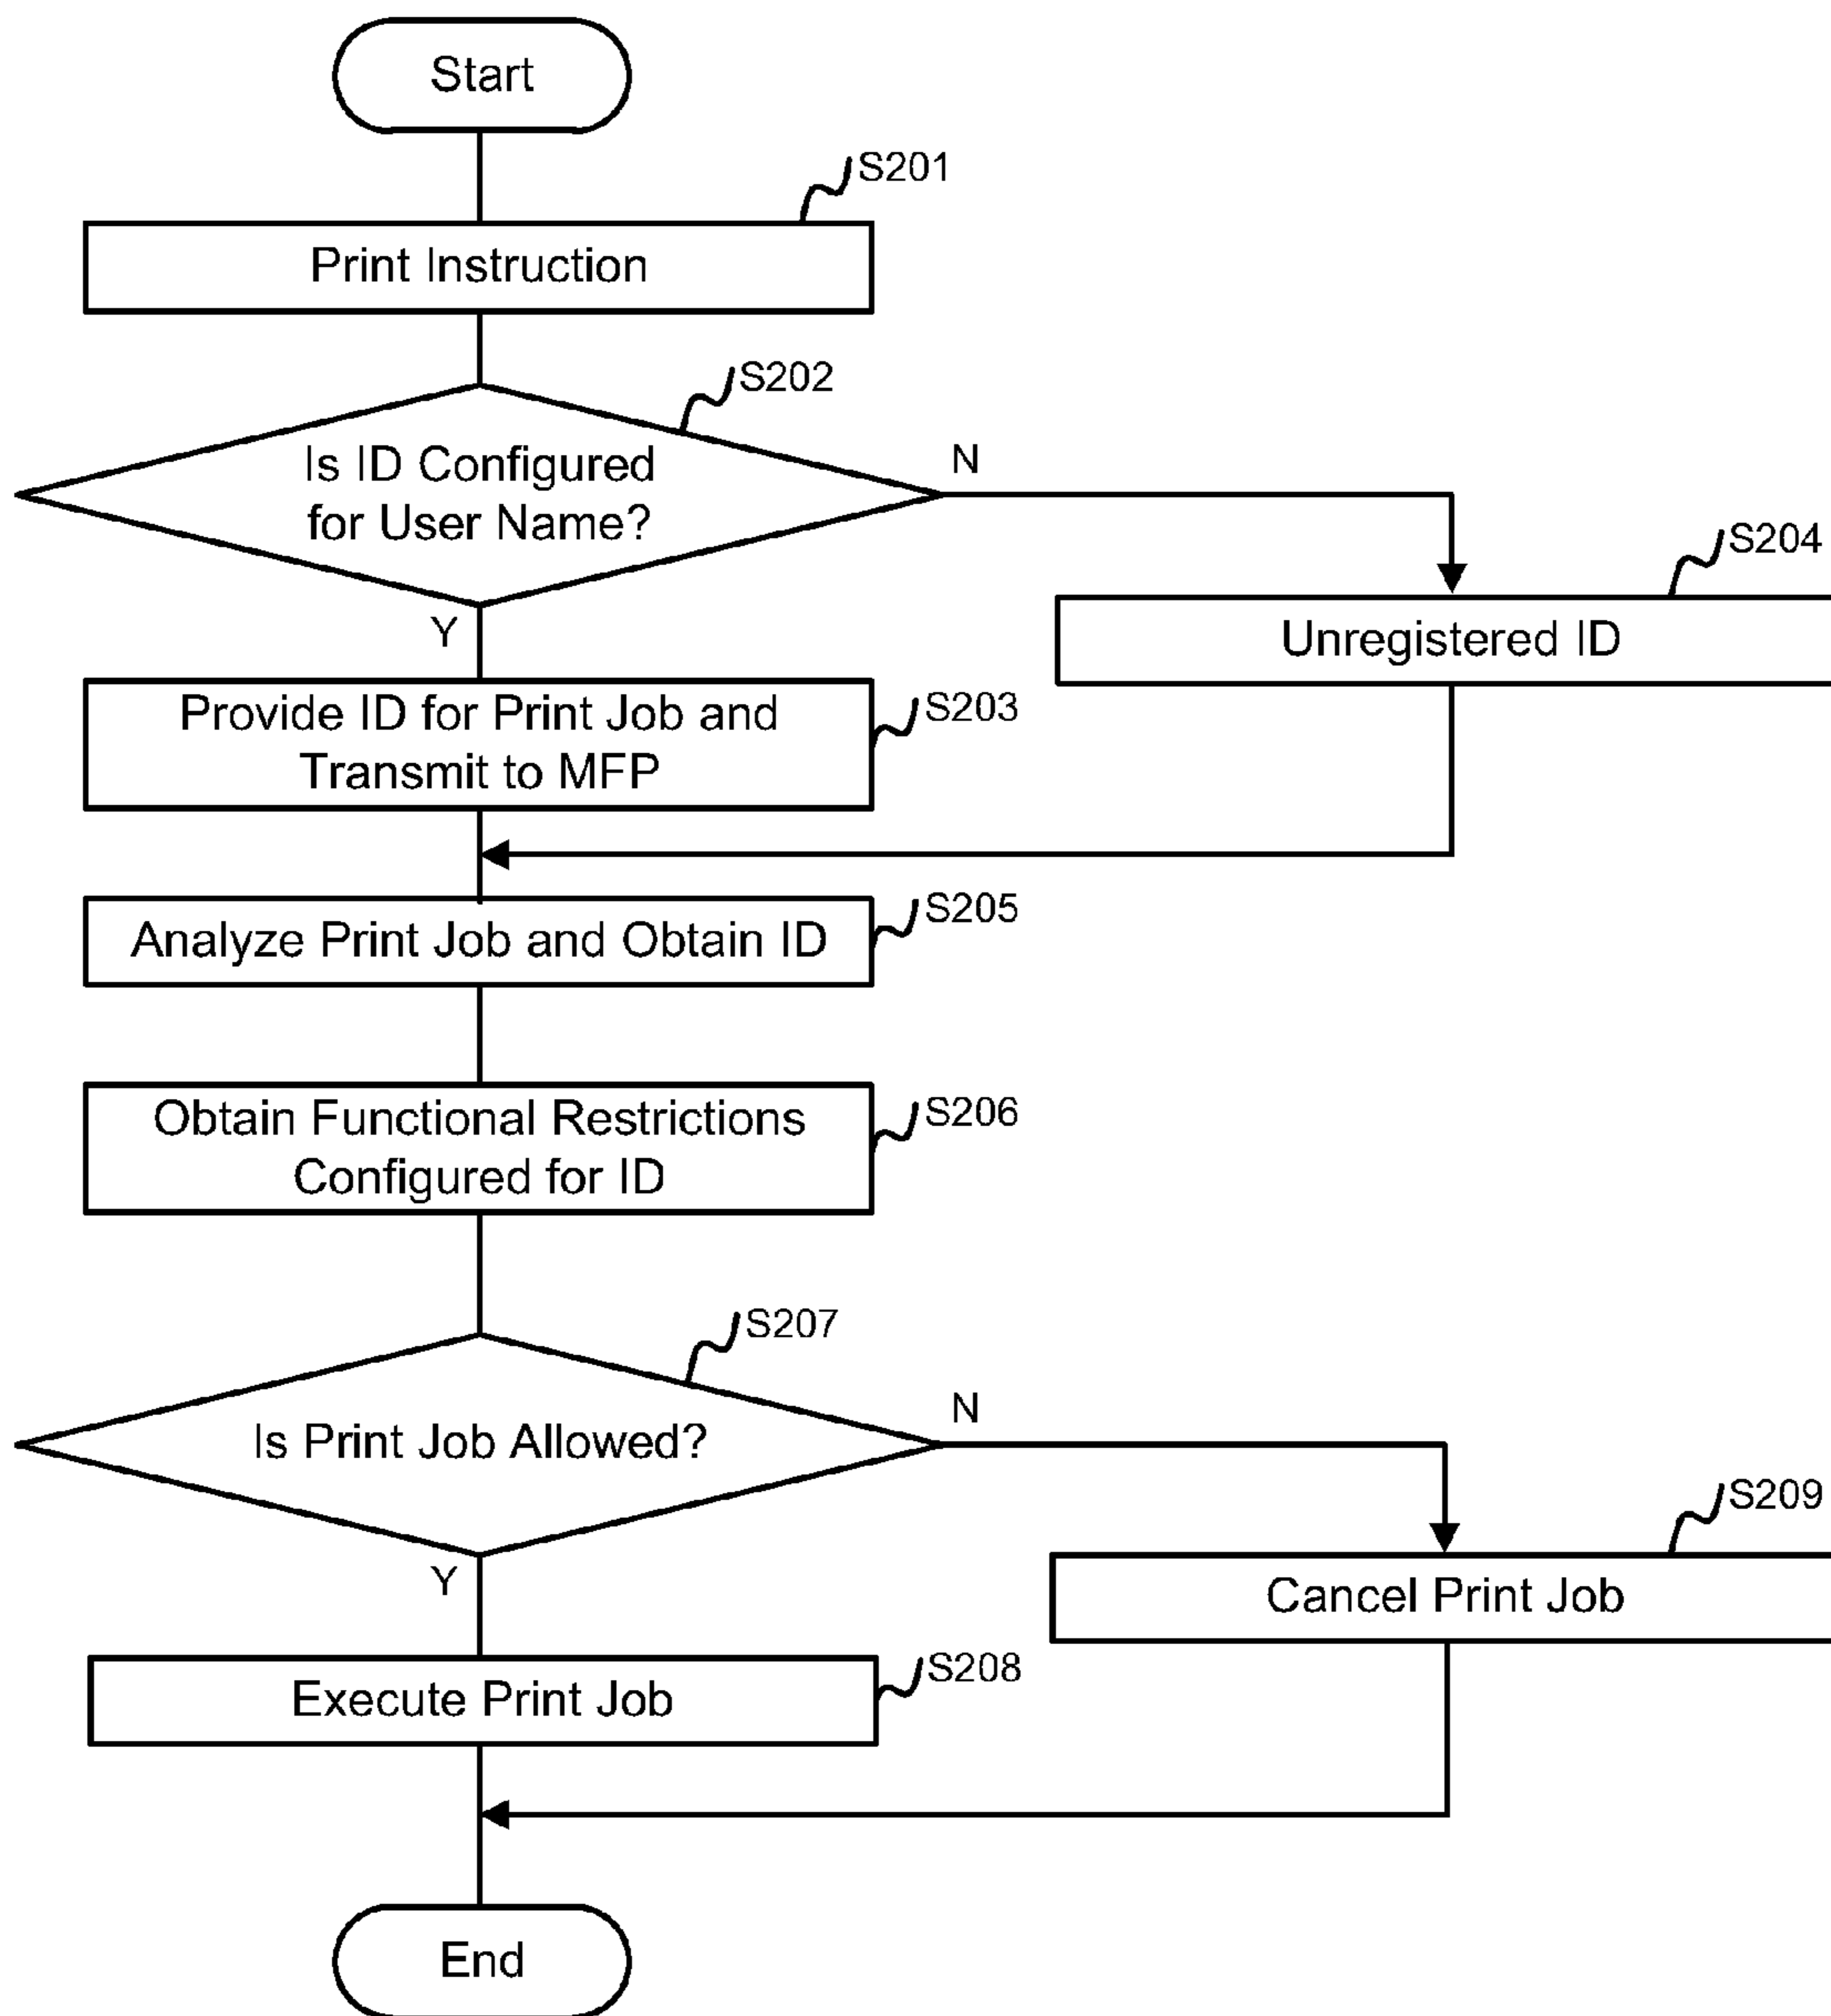 Start
S201
Print Instruction
S202
Is ID Configured
for User Name?
N
S204
Unregistered ID
Y
Provide ID for Print Job and
Transmit to MFP
S203
S205
Analyze Print Job and Obtain ID
Obtain Functional Restrictions
Configured for ID
S206
S207
Is Print Job Allowed?
N
S209
Cancel Print Job
Y
S208
Execute Print Job
End